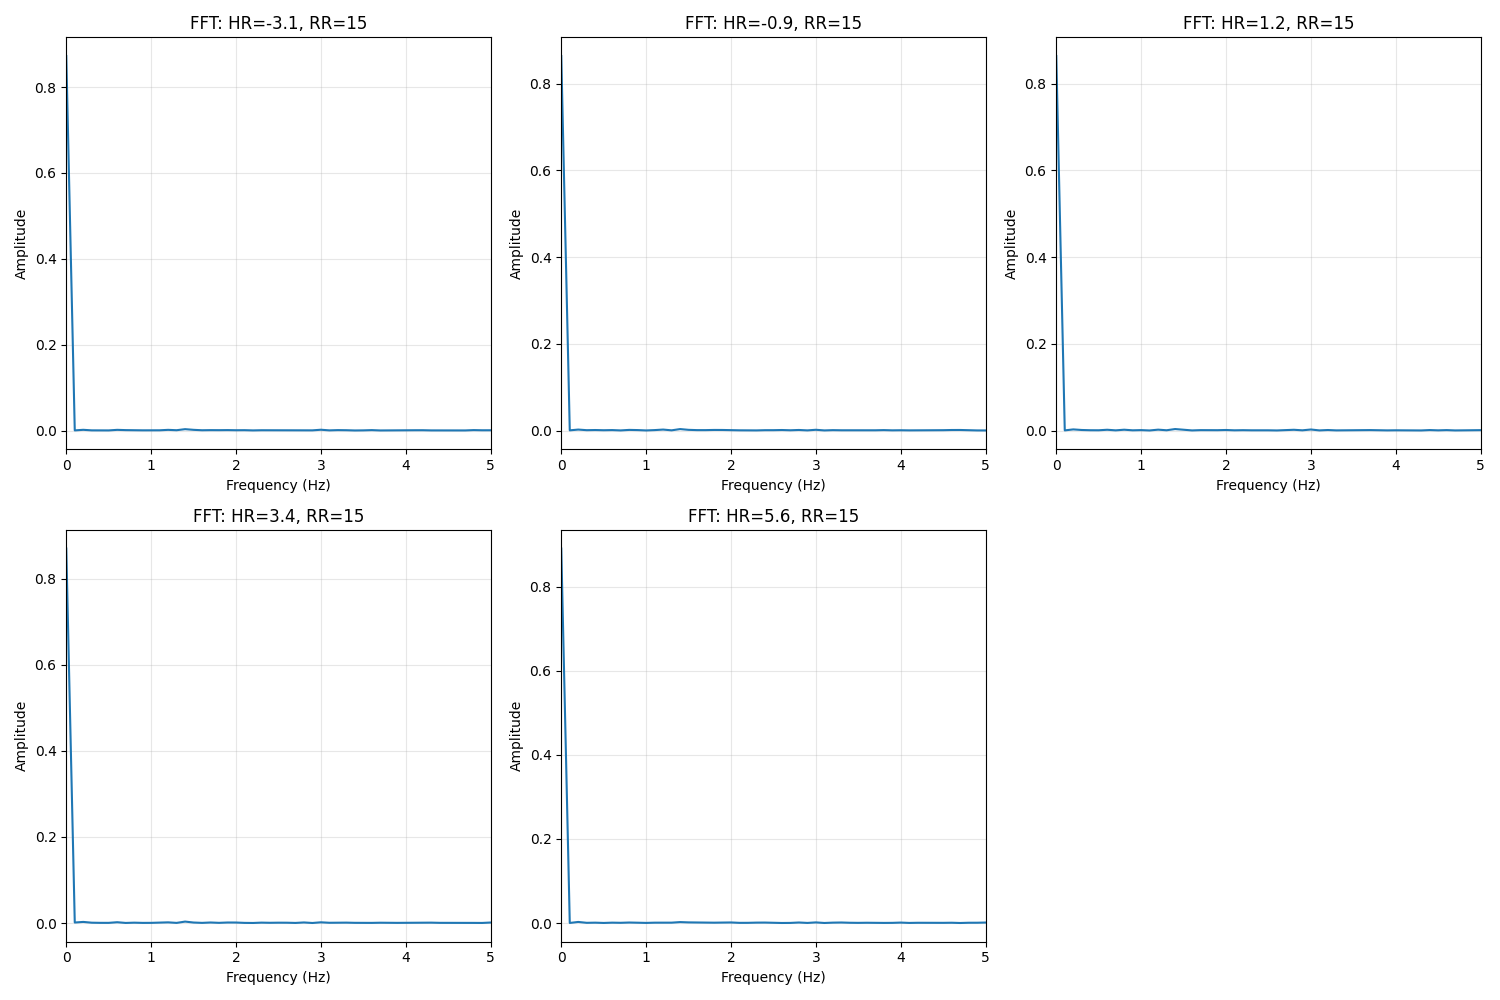 FFT: HR=-3.1, RR=15
Amplitude
0.8
0.6
0.4
0.2
0.0
0 1 2 3 4 5
Frequency (Hz)
FFT: HR=-0.9, RR=15
Amplitude
0.8
0.6
0.4
0.2
0.0
0 1 2 3 4 5
Frequency (Hz)
FFT: HR=1.2, RR=15
Amplitude
0.8
0.6
0.4
0.2
0.0
0 1 2 3 4 5
Frequency (Hz)
FFT: HR=3.4, RR=15
Amplitude
0.8
0.6
0.4
0.2
0.0
0 1 2 3 4 5
Frequency (Hz)
FFT: HR=5.6, RR=15
Amplitude
0.8
0.6
0.4
0.2
0.0
0 1 2 3 4 5
Frequency (Hz)